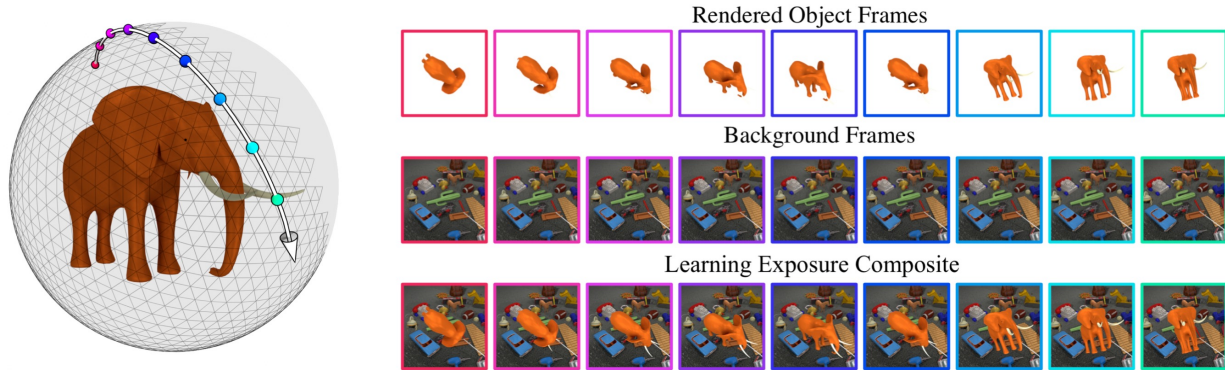 Rendered Object Frames
Background Frames
Learning Exposure Composite